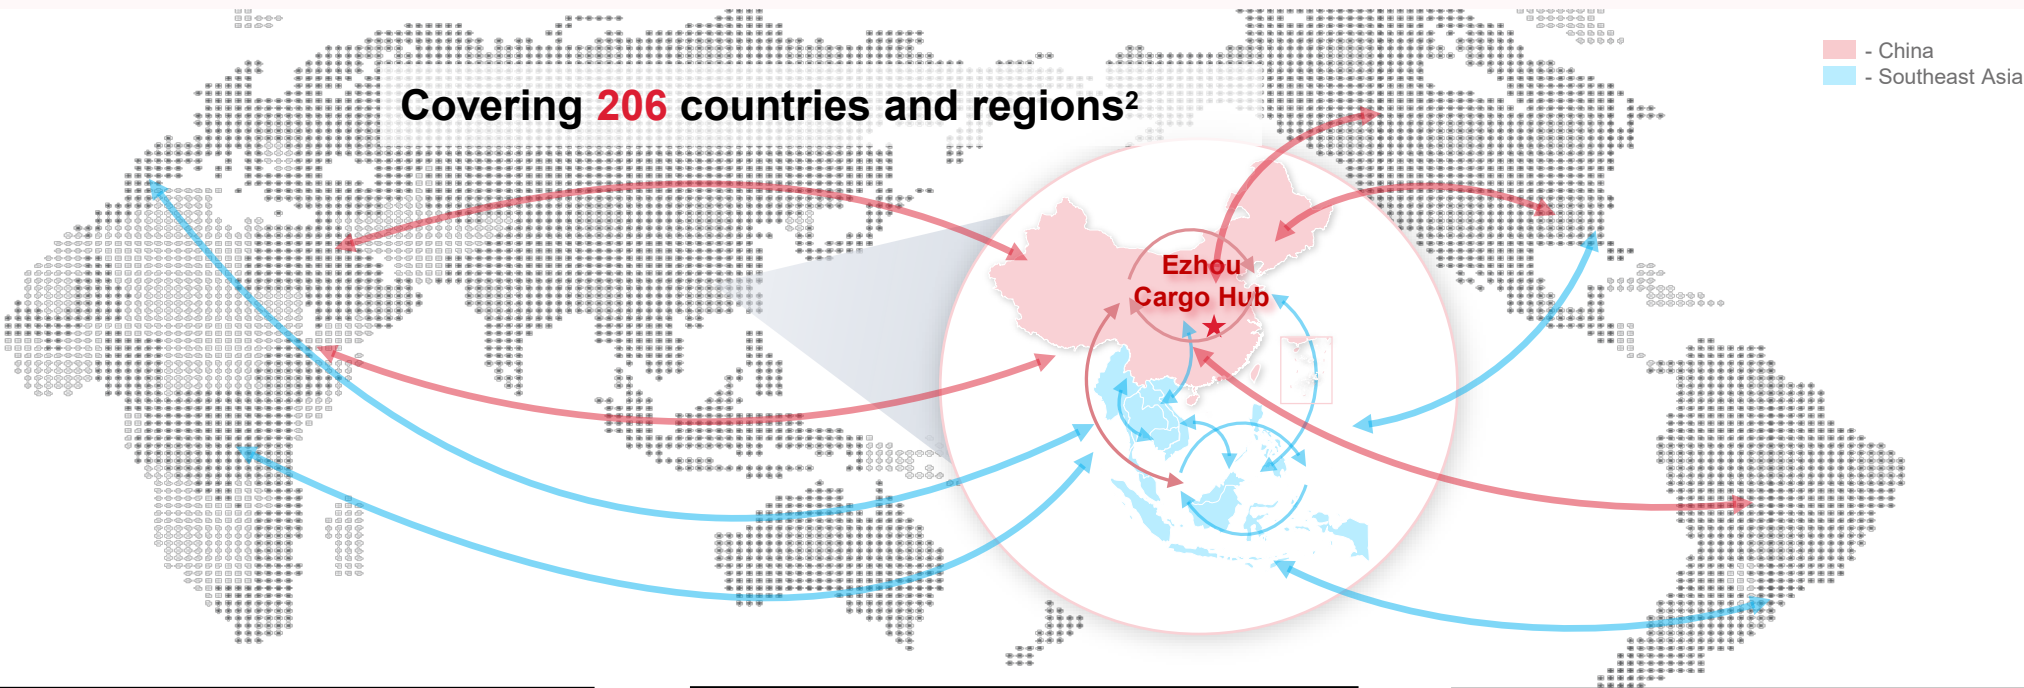 Covering 206 countries and regions²
- China
- Southeast Asia
Ezhou
Cargo Hub